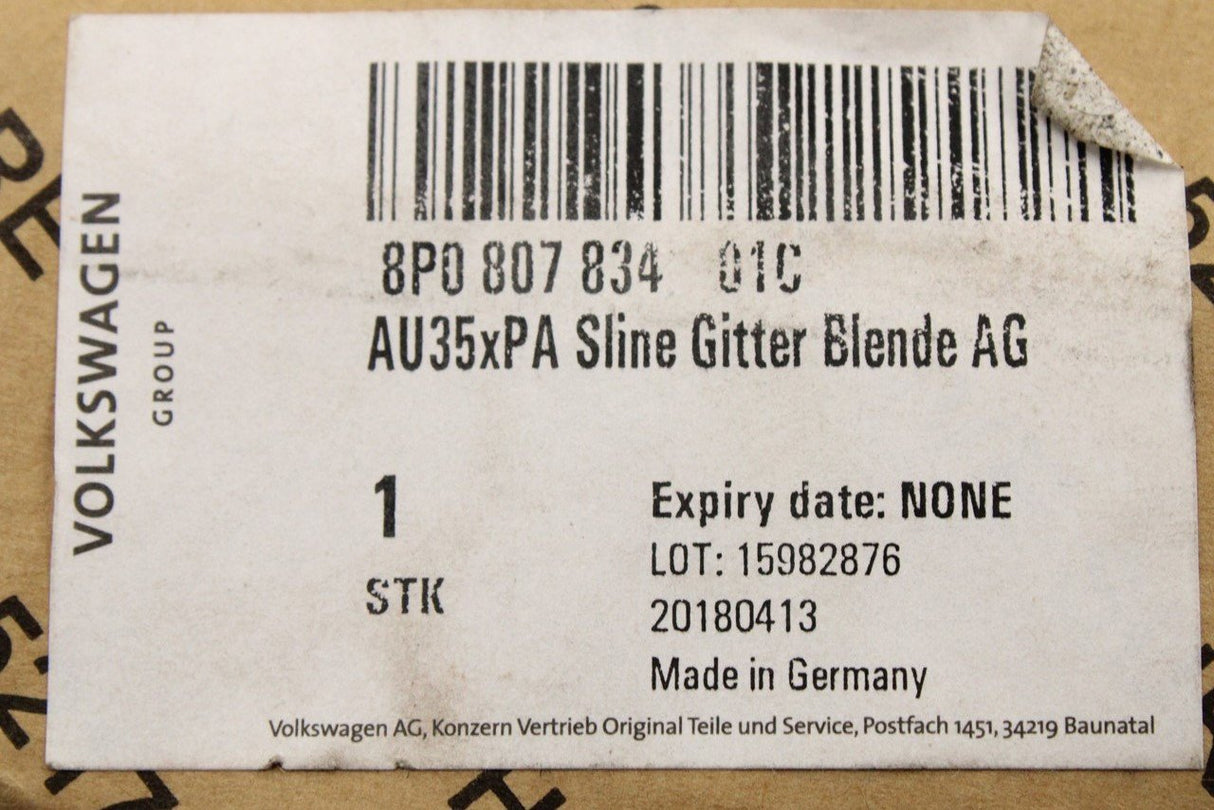 VOLKSWAGEN
GROUP
8P0 807 834 01C
AU35xPA Sline Gitter Blende AG
1
STK
Expiry date: NONE
LOT: 15982876
20180413
Made in Germany
Volkswagen AG, Konzern Vertrieb Original Teile und Service, Postfach 1451, 34219 Baunatal